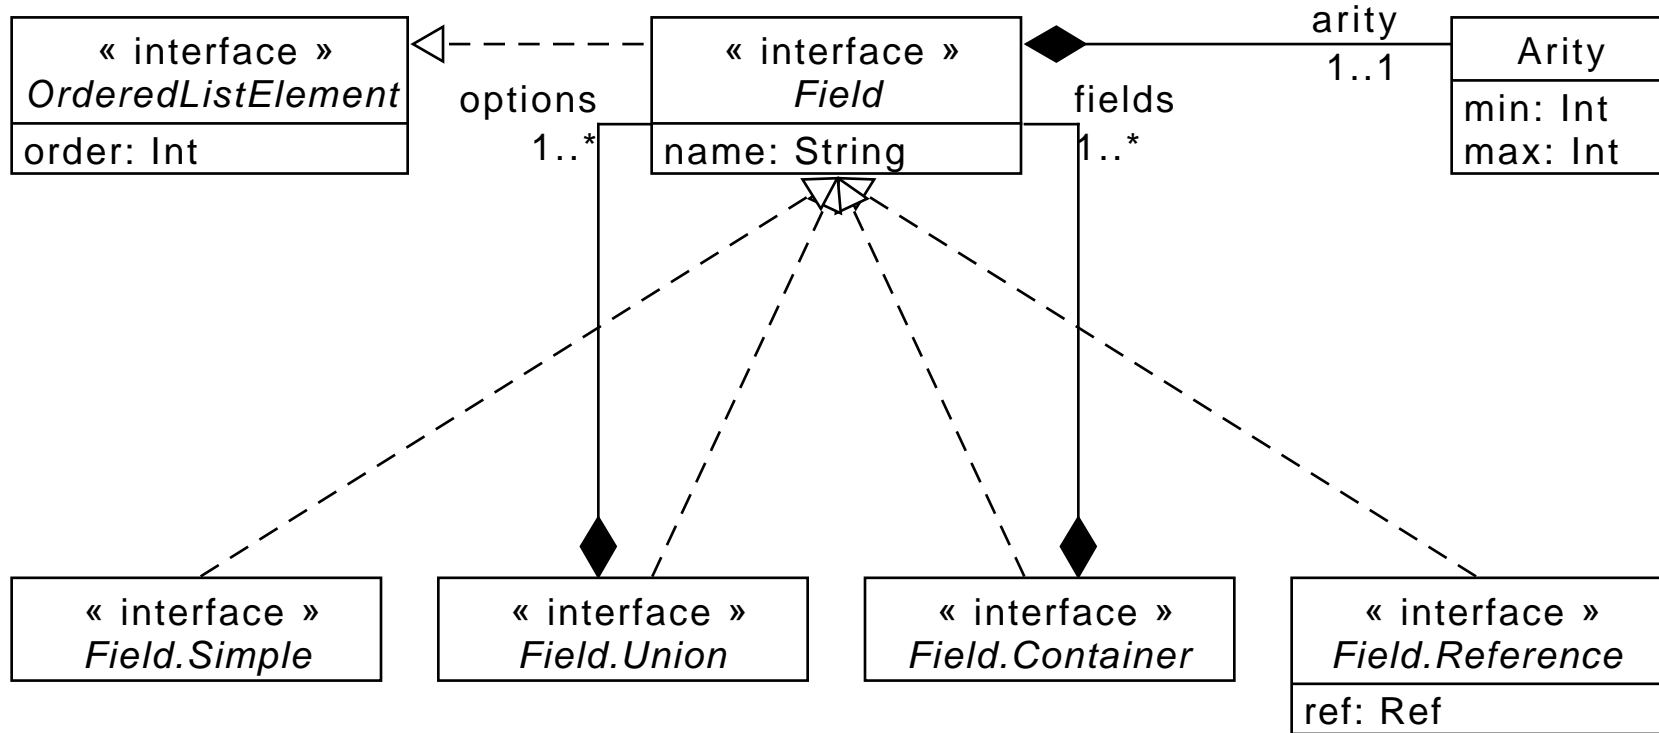 « interface »
OrderedListElement
order: Int
options
1..*
« interface »
Field
name: String
fields
1..*
arity
1..1
Arity
min: Int
max: Int
« interface »
Field.Simple
« interface »
Field.Union
« interface »
Field.Container
« interface »
Field.Reference
ref: Ref